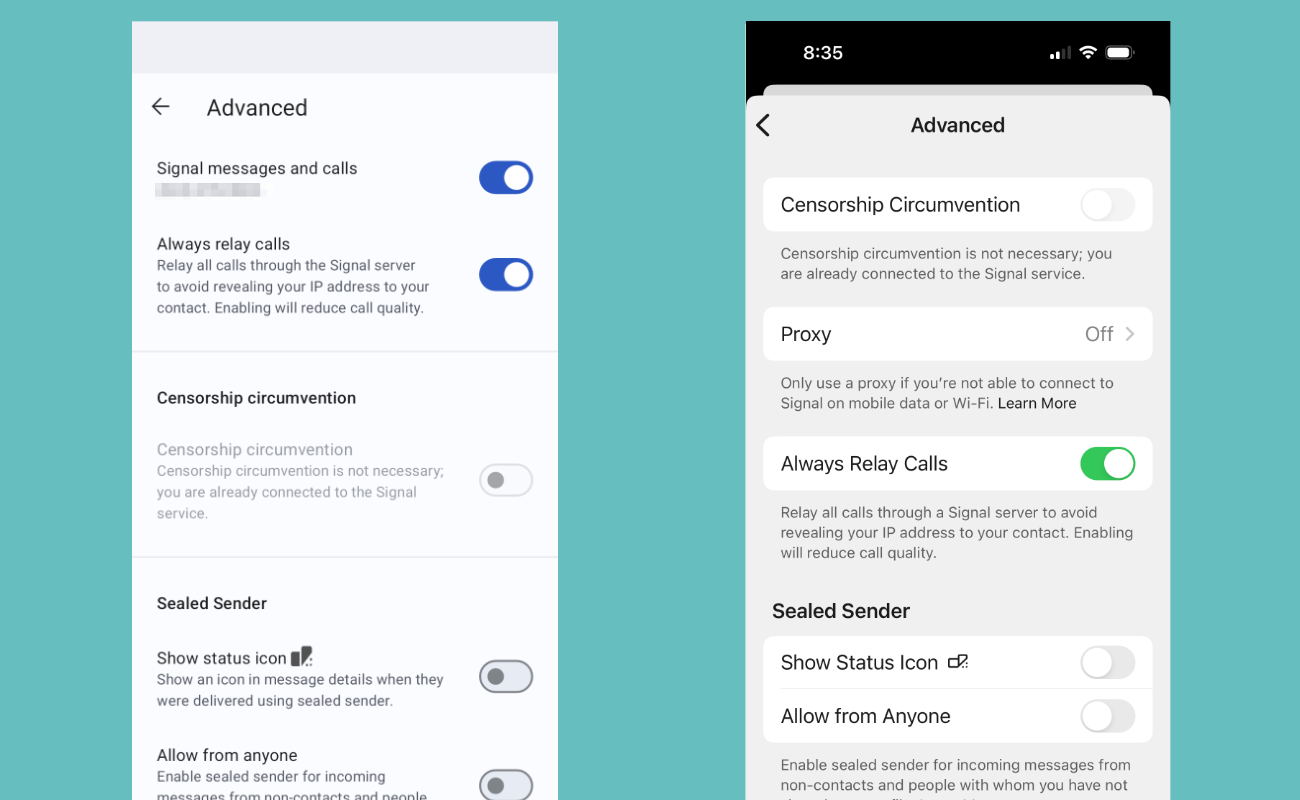 Advanced
Signal messages and calls
Always relay calls
Relay all calls through the Signal server
to avoid revealing your IP address to your
contact. Enabling will reduce call quality.
Censorship circumvention
Censorship circumvention
Censorship circumvention is not necessary;
you are already connected to the Signal
service.
Sealed Sender
Show status icon
Show an icon in message details when they
were delivered using sealed sender.
Allow from anyone
Enable sealed sender for incoming
messages from non-contacts and people
8:35
Advanced
Censorship Circumvention
Censorship circumvention is not necessary; you
are already connected to the Signal service.
Proxy Off
Only use a proxy if you’re not able to connect to
Signal on mobile data or Wi-Fi. Learn More
Always Relay Calls
Relay all calls through a Signal server to avoid
revealing your IP address to your contact. Enabling
will reduce call quality.
Sealed Sender
Show Status Icon
Allow from Anyone
Enable sealed sender for incoming messages from
non-contacts and people with whom you have not